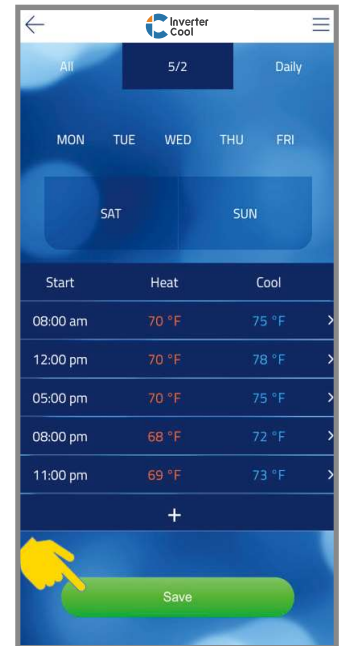 Inverter
Cool
All 5/2 Daily
MON TUE WED THU FRI
SAT SUN
Start Heat Cool
08:00 am 70 °F 75 °F >
12:00 pm 70 °F 78 °F >
05:00 pm 70 °F 75 °F >
08:00 pm 68 °F 72 °F >
11:00 pm 69 °F 73 °F >
+
Save